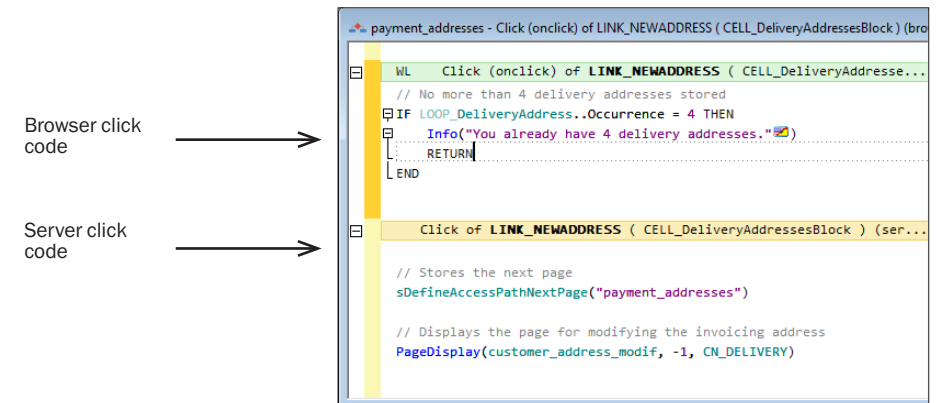 payment_addresses - Click (onclick) of LINK_NEWADDRESS ( CELL_DeliveryAddressesBlock ) (bro
WL Click (onclick) of LINK_NEWADDRESS ( CELL_DeliveryAddresse...
// No more than 4 delivery addresses stored
IF LOOP_DeliveryAddress..Occurrence = 4 THEN
Info("You already have 4 delivery addresses.")
RETURN
END
Browser click
code
Click of LINK_NEWADDRESS ( CELL_DeliveryAddressesBlock ) (ser...
// Stores the next page
sDefineAccessPathNextPage("payment_addresses")
// Displays the page for modifying the invoicing address
PageDisplay(customer_address_modif, -1, CN_DELIVERY)
Server click
code